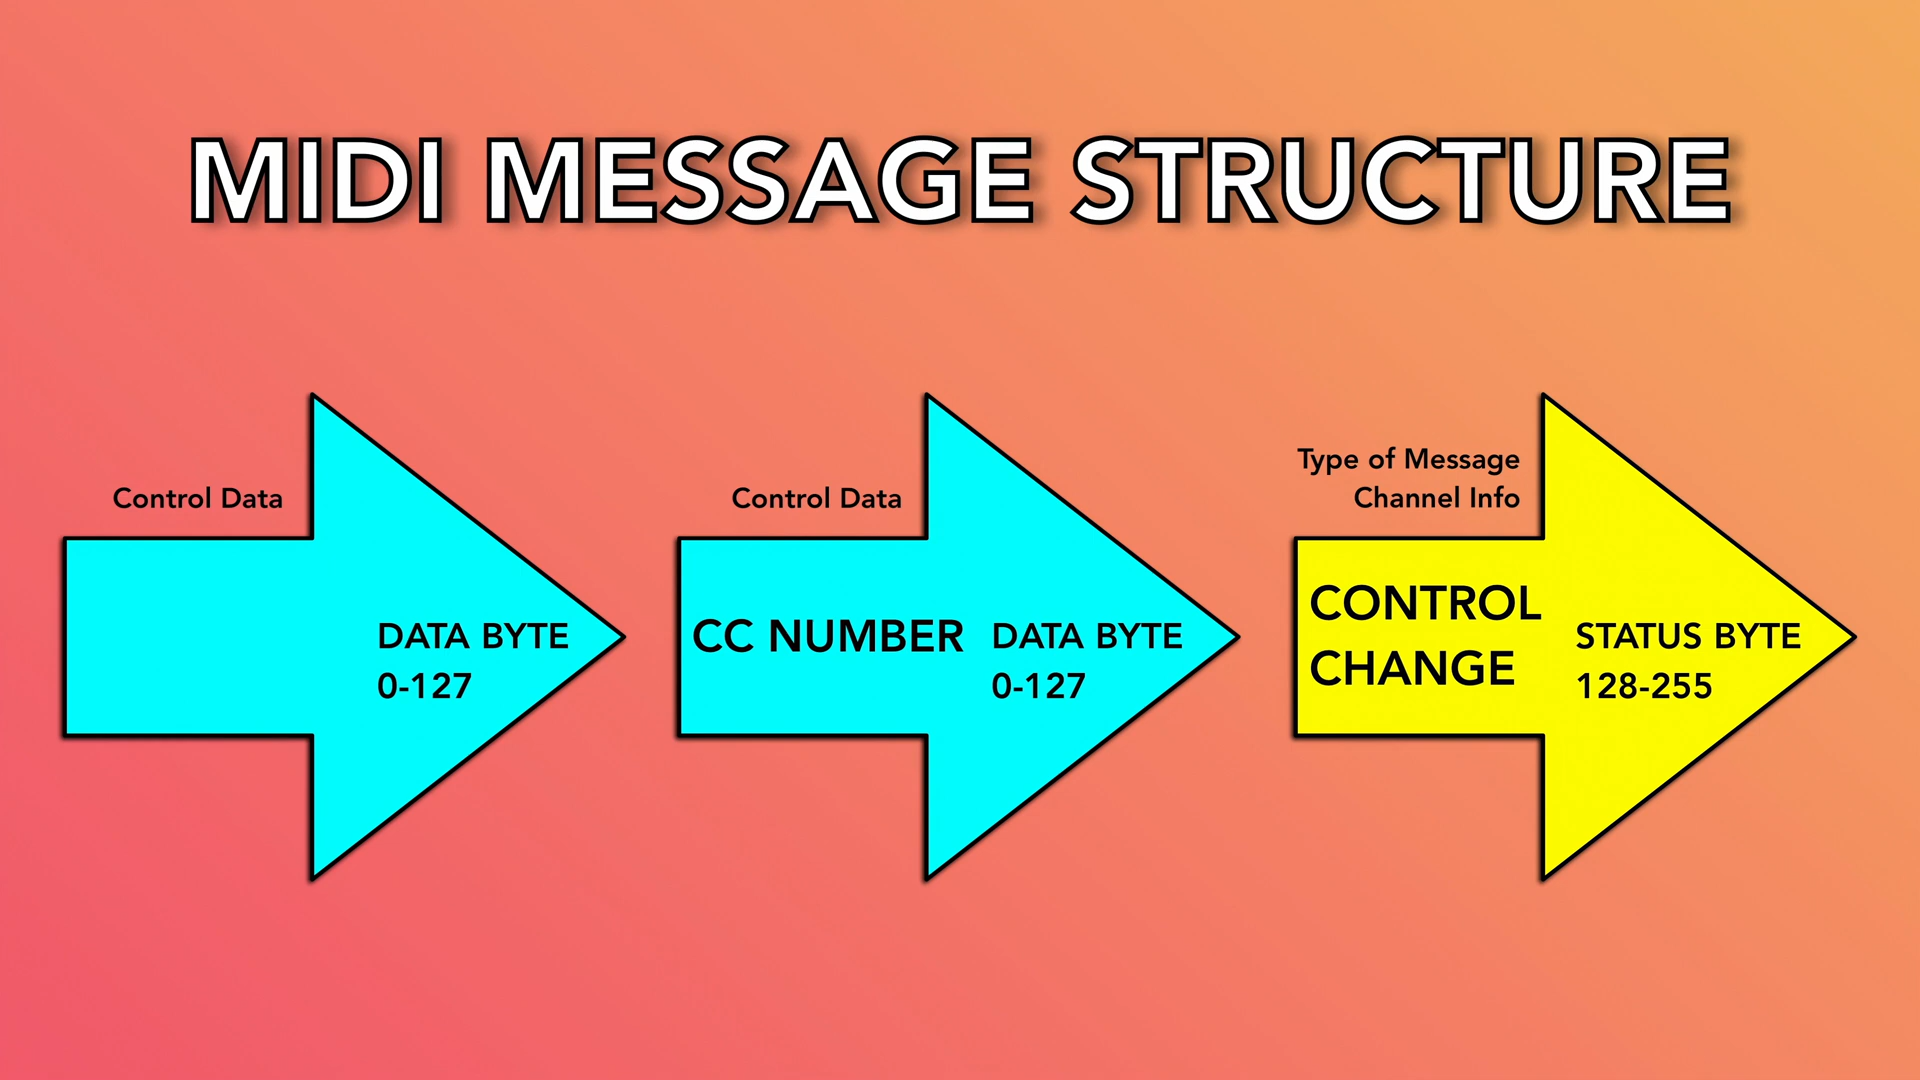 MIDI MESSAGE STRUCTURE
Control Data
DATA BYTE
0-127
Control Data
CC NUMBER
DATA BYTE
0-127
Type of Message
Channel Info
CONTROL
CHANGE
STATUS BYTE
128-255